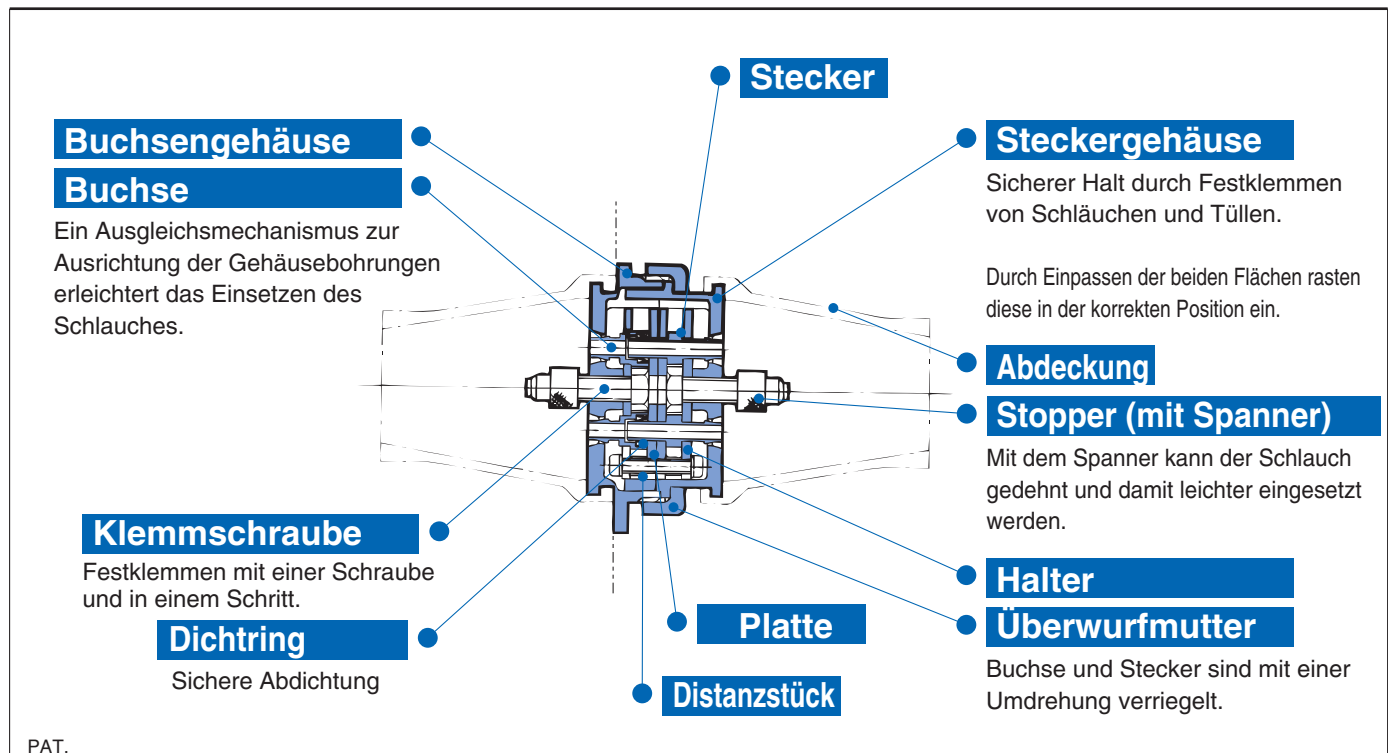 Stecker
Buchsengehäuse
Buchse
Ein Ausgleichsmechanismus zur
Ausrichtung der Gehäusebohrungen
erleichtert das Einsetzen des
Schlauches.
Steckergehäuse
Sicherer Halt durch Festklemmen
von Schläuchen und Tüllen.
Durch Einpassen der beiden Flächen rasten
diese in der korrekten Position ein.
Abdeckung
Stopper (mit Spanner)
Mit dem Spanner kann der Schlauch
gedehnt und damit leichter eingesetzt
werden.
Klemmschraube
Festklemmen mit einer Schraube
und in einem Schritt.
Dichtring
Sichere Abdichtung
Platte
Distanzstück
Halter
Überwurfmutter
Buchse und Stecker sind mit einer
Umdrehung verriegelt.
PAT.